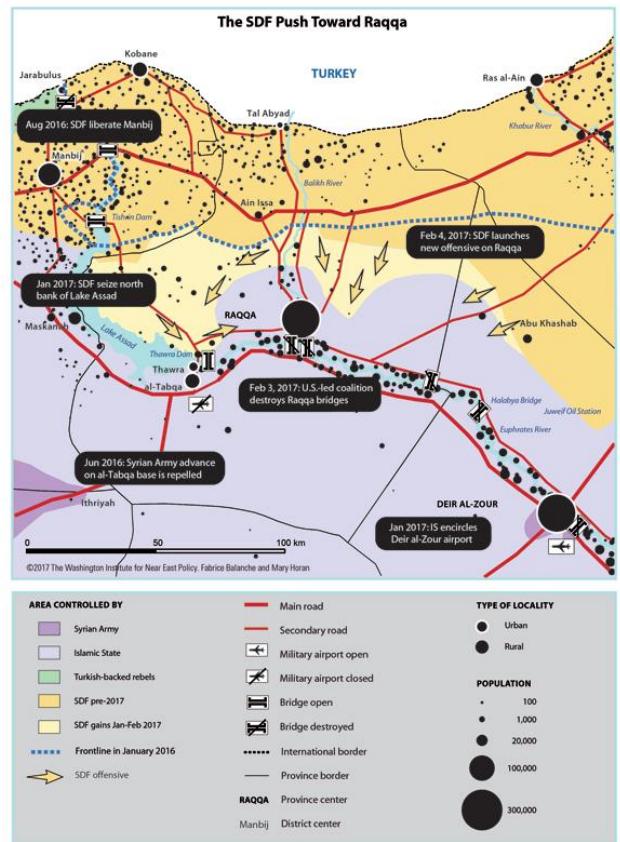 The SDF Push Toward Raqqa
Kobane
Jarabulus
TURKEY
Ras al-Ain
Tal Abyad
Khabur River
Aug 2016: SDF liberate Manbij
Manbij
Balikh River
Ain Issa
Tishrin Dam
Feb 4, 2017: SDF launches
new offensive on Raqqa
Jan 2017: SDF seize north
bank of Lake Assad
RAQQA
Maskanah
Lake Assad
Abu Khashab
Thawra Dam
Thawra
al-Tabqa
Feb 3, 2017: U.S.-led coalition
destroys Raqqa bridges
Halabya Bridge
Juweif Oil Station
Euphrates River
Jun 2016: Syrian Army advance
on al-Tabqa base is repelled
Ithriyah
DEIR AL-ZOUR
Jan 2017: IS encircles
Deir al-Zour airport
0 50 100 km
©2017 The Washington Institute for Near East Policy. Fabrice Balanche and Mary Horan
AREA CONTROLLED BY
Syrian Army
Islamic State
Turkish-backed rebels
SDF pre-2017
SDF gains Jan-Feb 2017
Frontline in January 2016
SDF offensive
Main road
Secondary road
Military airport open
Military airport closed
Bridge open
Bridge destroyed
International border
Province border
RAQQA Province center
Manbij District center
TYPE OF LOCALITY
Urban
Rural
POPULATION
100
1,000
20,000
100,000
300,000